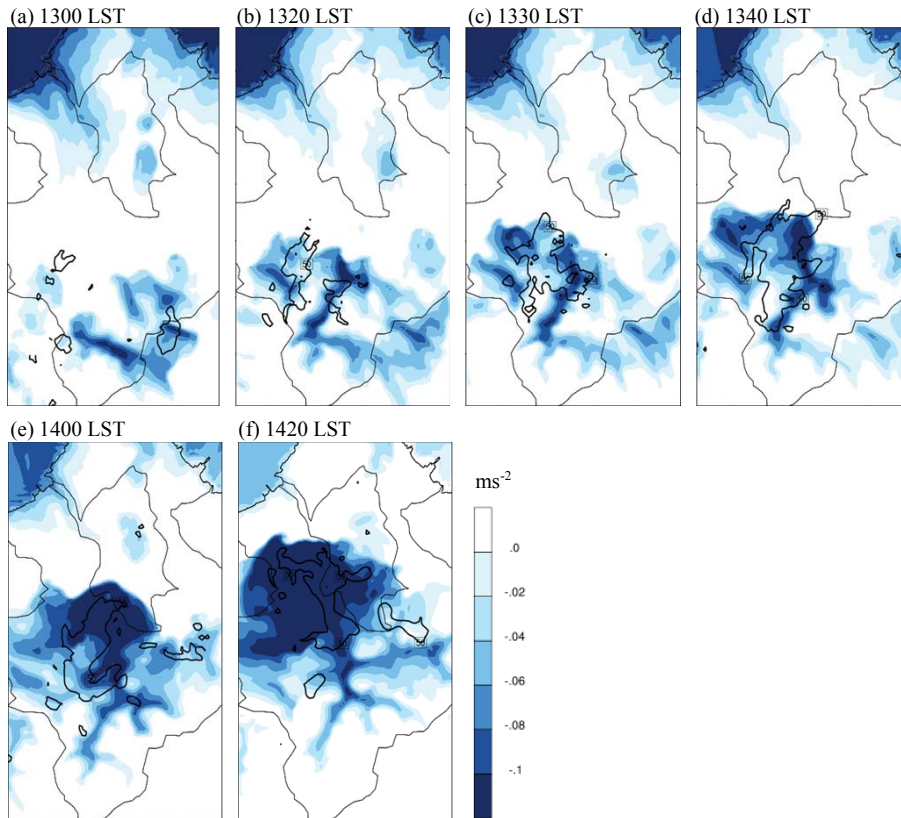 (a) 1300 LST
(b) 1320 LST
(c) 1330 LST
(d) 1340 LST
(e) 1400 LST
(f) 1420 LST
ms-2
.0
-.02
-.04
-.06
-.08
-.1